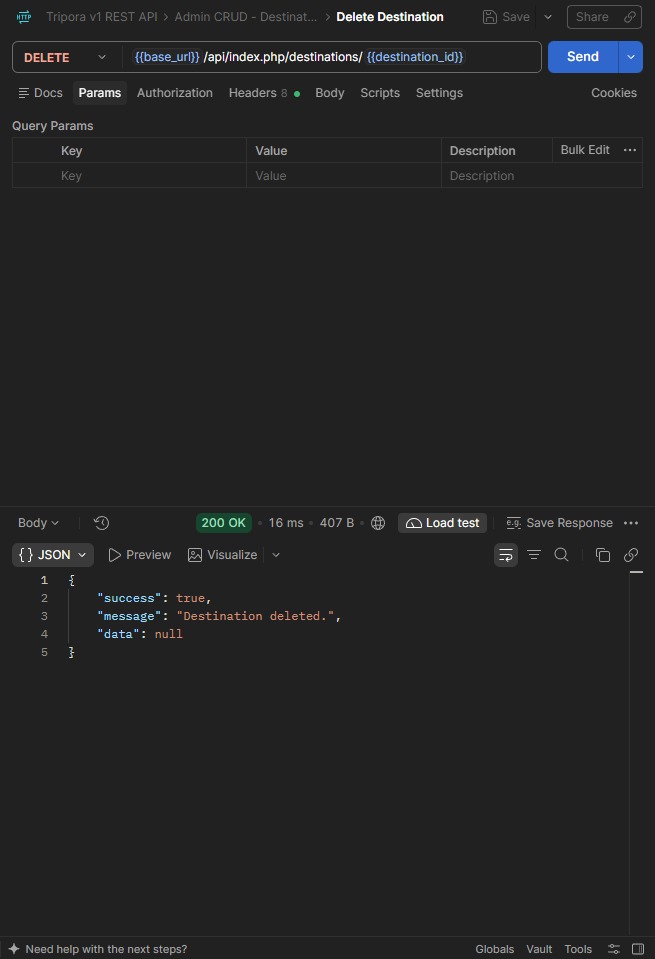 HTTP Tripora v1 REST API > Admin CRUD - Destinat... > Delete Destination Save Share
DELETE {{base_url}} /api/index.php/destinations/ {{destination_id}} Send
Docs Params Authorization Headers 8 Body Scripts Settings Cookies
Query Params
Key Value Description Bulk Edit ...
Key Value Description
Body 200 OK • 16 ms • 407 B • Load test e.g. Save Response ...
{} JSON Preview Visualize
1 {
2 "success": true,
3 "message": "Destination deleted.",
4 "data": null
5 }
Need help with the next steps? Globals Vault Tools